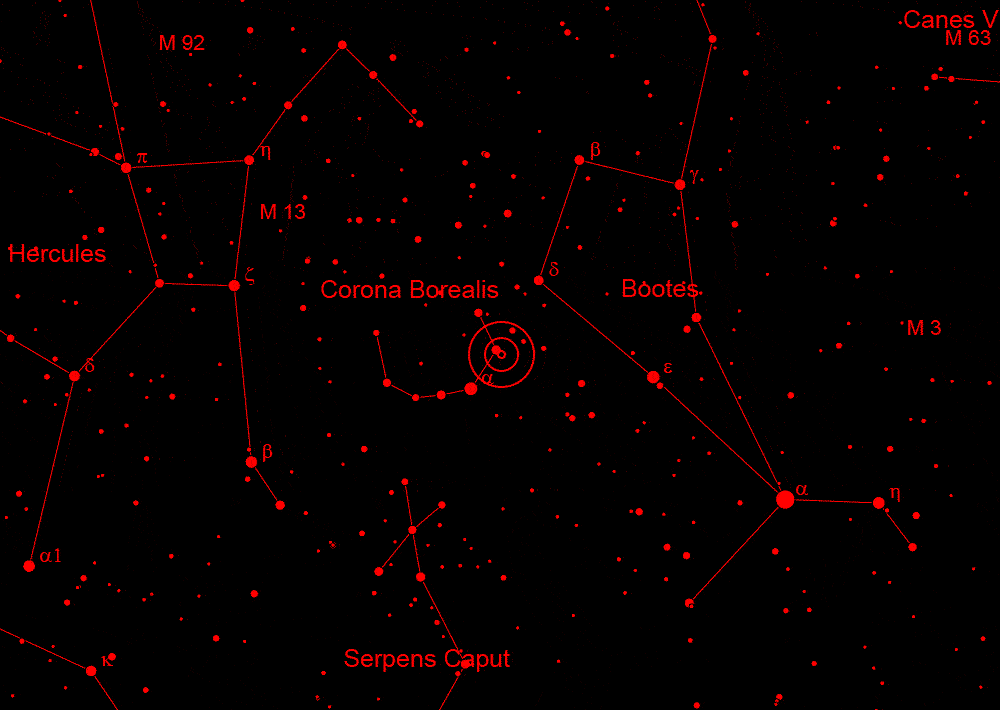 Canes V
M 63
M 92
β
π
η
γ
M 13
Hercules
δ
ζ
Corona Borealis
Bootes
M 3
δ
ε
α
β
α
η
α1
κ
Serpens Caput